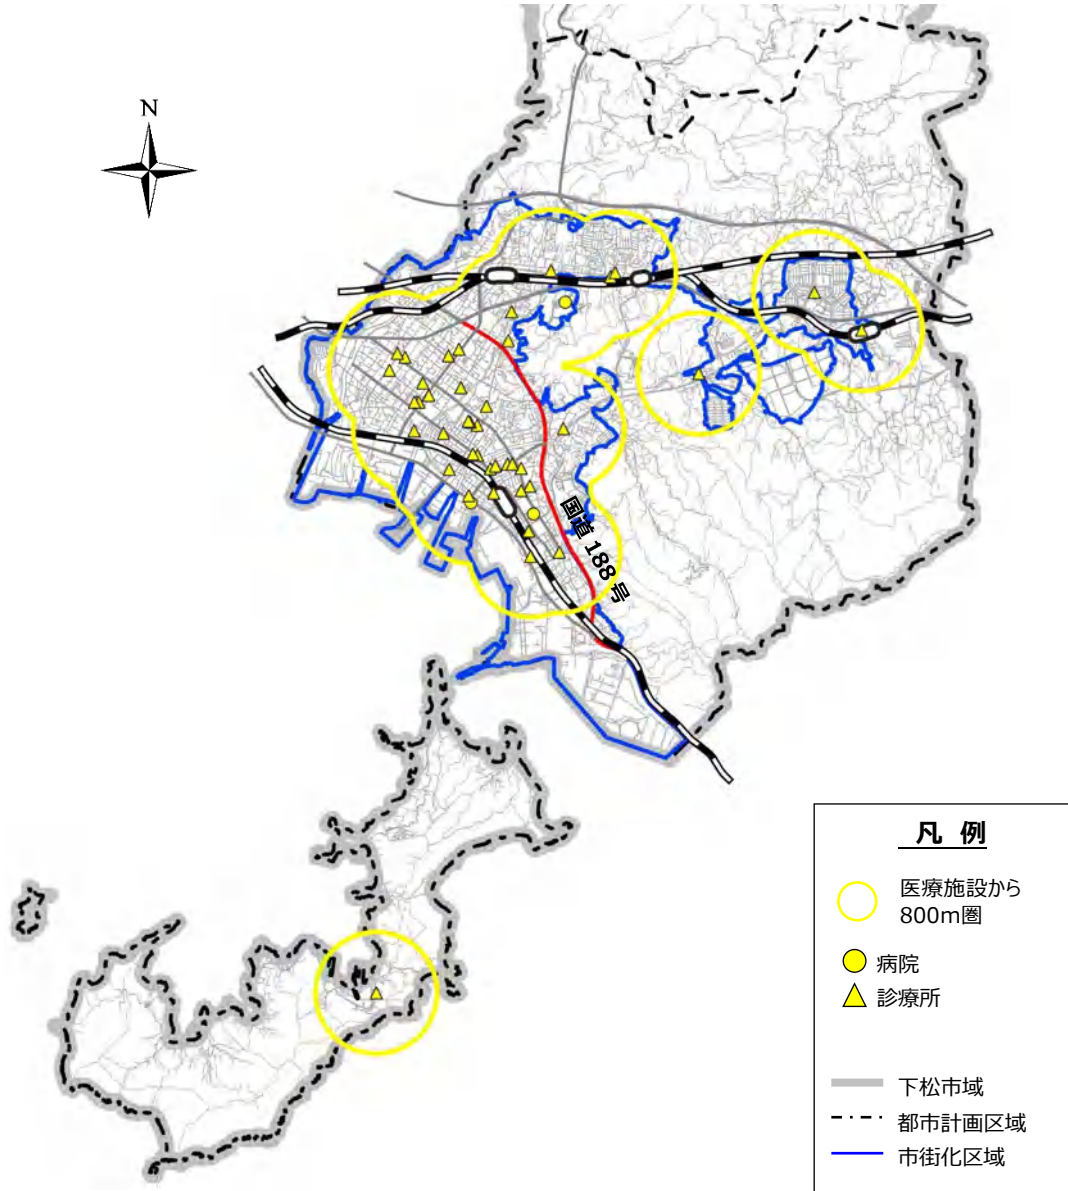 N
国道 188 号
凡 例
医療施設から
800m圏
病院
診療所
下松市域
都市計画区域
市街化区域